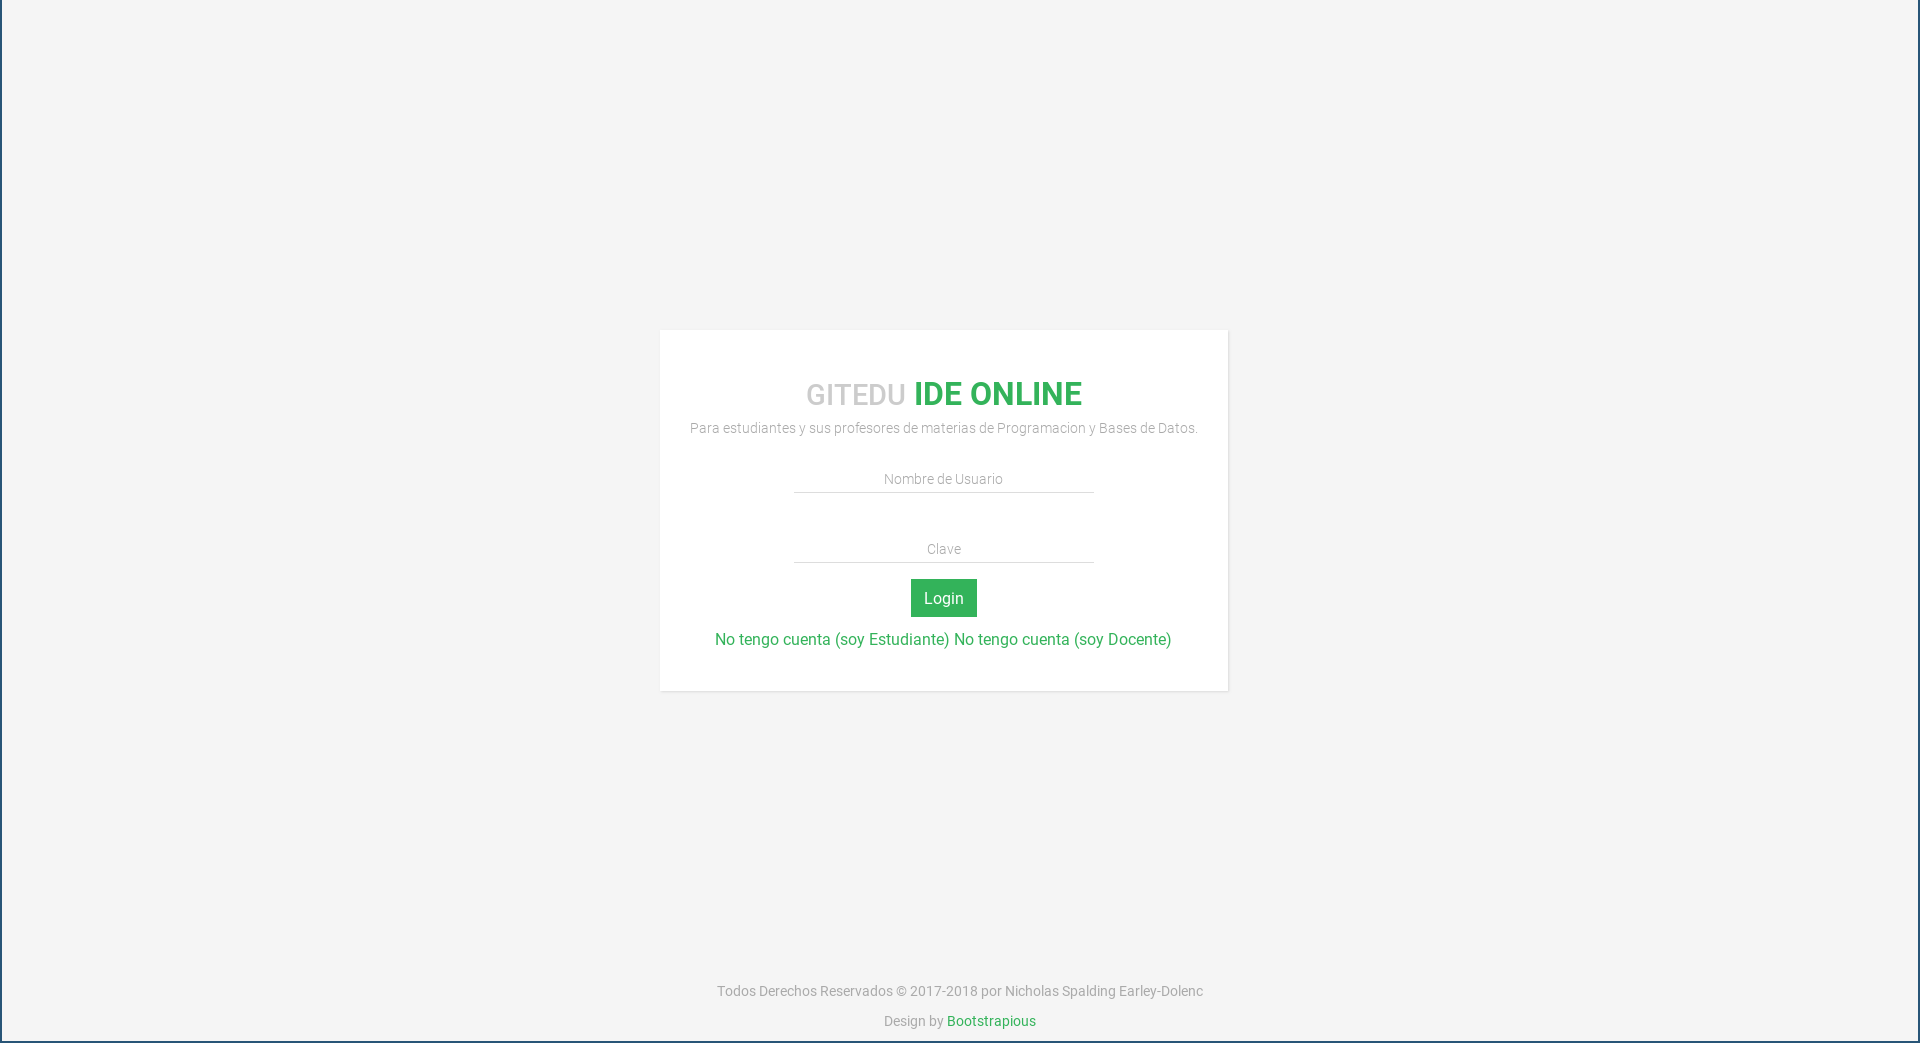 GITEDU IDE ONLINE
Para estudiantes y sus profesores de materias de Programacion y Bases de Datos.
Nombre de Usuario
Clave
Login
No tengo cuenta (soy Estudiante) No tengo cuenta (soy Docente)
Todos Derechos Reservados © 2017-2018 por Nicholas Spalding Earley-Dolenc
Design by Bootstrapious